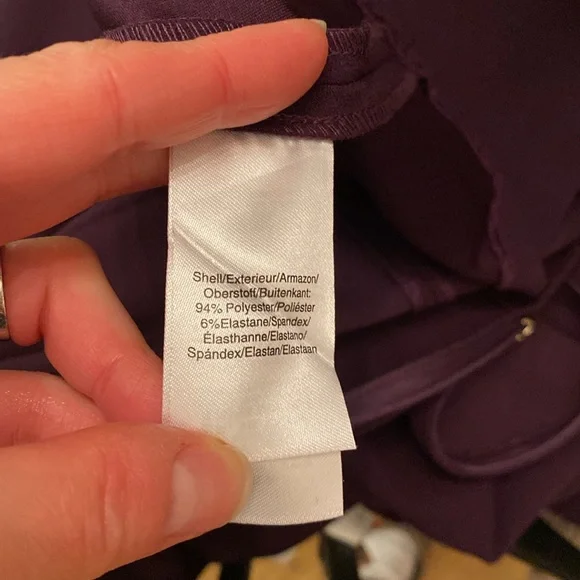 Shell/Exterieur/Armazon/
Oberstoff/Buitenkant:
94% Polyester/Poliéster
6%Elastane/Spandex/
Élasthanne/Elastano/
Spándex/Elastan/Elastaan